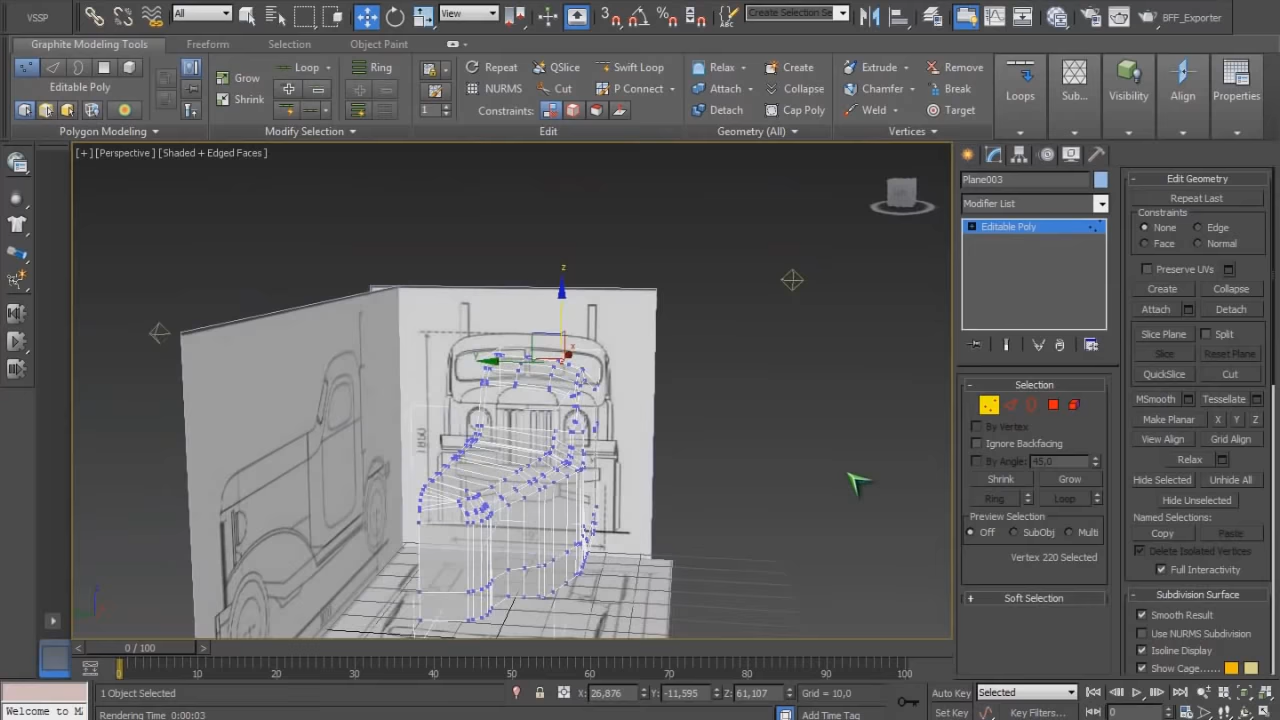 VSSP
All
View
Create Selection Se
BFF_Exporter
Graphite Modeling Tools
Freeform
Selection
Object Paint
Editable Poly
Grow
Shrink
Loop
Ring
1
Repeat
QSlice
Swift Loop
NURMS
Cut
P Connect
Constraints:
Relax
Create
Attach
Collapse
Detach
Cap Poly
Extrude
Remove
Chamfer
Break
Weld
Target
Loops
Sub...
Visibility
Align
Properties
Polygon Modeling
Modify Selection
Edit
Geometry (All)
Vertices
[+] [Perspective] [Shaded + Edged Faces]
z
x
1850
Plane003
Modifier List
Editable Poly
Selection
By Vertex
Ignore Backfacing
By Angle: 45,0
Shrink
Grow
Ring
Loop
Preview Selection
Off
SubObj
Multi
Vertex 220 Selected
Soft Selection
Edit Geometry
Repeat Last
Constraints
None
Edge
Face
Normal
Preserve UVs
Create
Collapse
Attach
Detach
Slice Plane
Split
Slice
Reset Plane
QuickSlice
Cut
MSmooth
Tessellate
Make Planar
X
Y
Z
View Align
Grid Align
Relax
Hide Selected
Unhide All
Hide Unselected
Named Selections:
Copy
Paste
Delete Isolated Vertices
Full Interactivity
Subdivision Surface
Smooth Result
Use NURMS Subdivision
Isoline Display
Show Cage......
0 / 100
0 10 20 30 40 50 60 70 80 90 100
1 Object Selected
X: 26,876
Y: -11,595
Z: 61,107
Grid = 10,0
Auto Key
Selected
Welcome to M
Rendering Time 0:00:03
Add Time Tag
Set Key
Key Filters...
0